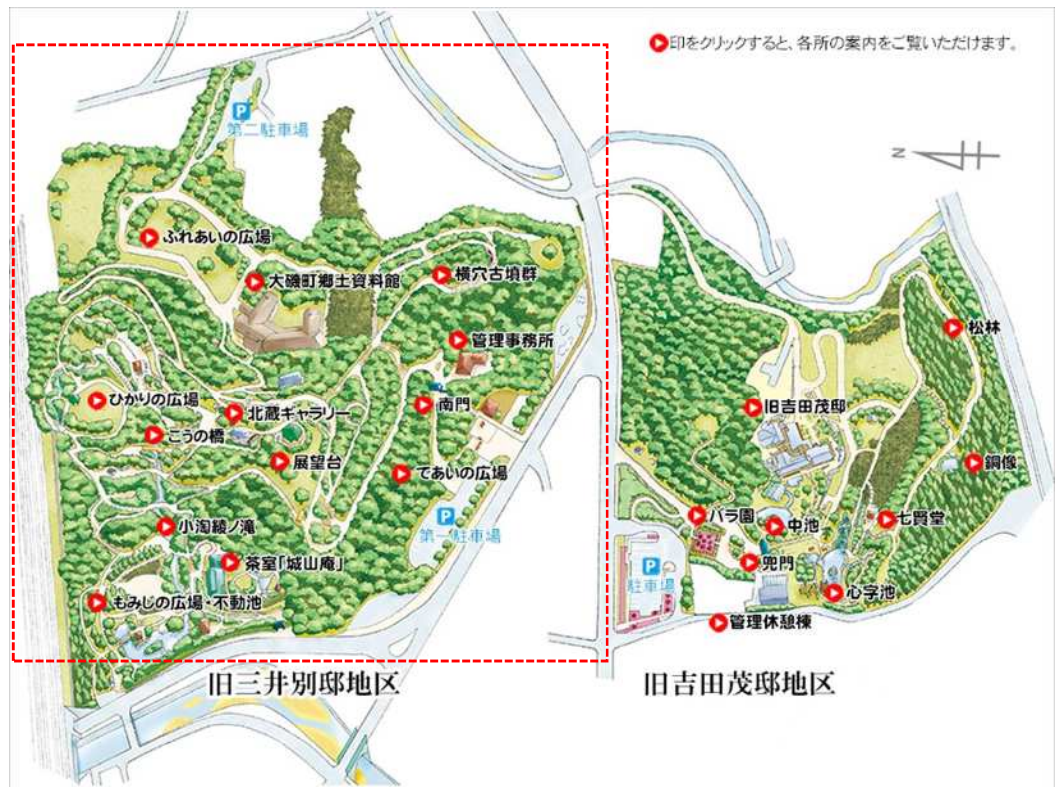 印をクリックすると、各所の案内をご覧いただけます。
P
第二駐車場
N
ふれあいの広場
大磯町郷土資料館
横穴古墳群
管理事務所
松林
ひかりの広場
北蔵ギャラリー
南門
旧吉田茂邸
こうの橋
展望台
であいの広場
銅像
小淘綾ノ滝
P
第一駐車場
バラ園
中池
七賢堂
茶室「城山庵」
兜門
P
駐車場
もみじの広場・不動池
心字池
管理休憩棟
旧三井別邸地区
旧吉田茂邸地区